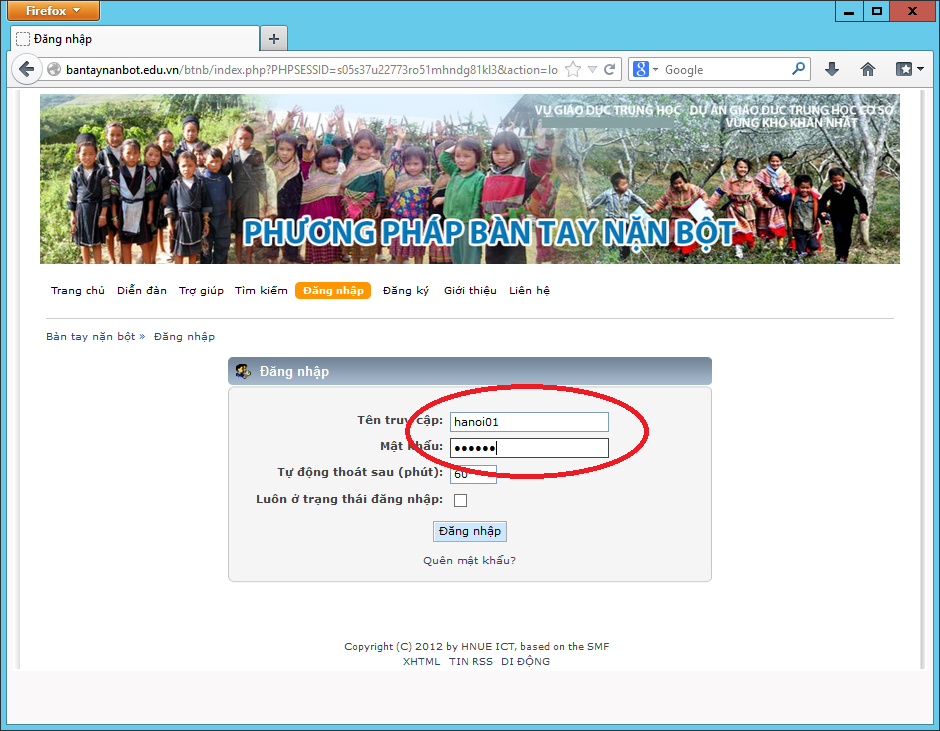 Firefox
Đăng nhập
bantaynanbot.edu.vn/btnb/index.php?PHPSESSID=s05s37u22773ro51mhndg81kl3&action=lo
Google
VỤ GIÁO DỤC TRUNG HỌC DỰ ÁN GIÁO DỤC TRUNG HỌC CƠ SỞ
VÙNG KHÓ KHĂN NHẤT
PHƯƠNG PHÁP BÀN TAY NẶN BỘT
Trang chủ Diễn đàn Trợ giúp Tìm kiếm Đăng nhập Đăng ký Giới thiệu Liên hệ
Bàn tay nặn bột » Đăng nhập
Đăng nhập
Tên truy cập: hanoi01
Mật khẩu: ••••••
Tự động thoát sau (phút): 60
Luôn ở trạng thái đăng nhập:
Đăng nhập
Quên mật khẩu?
Copyright (C) 2012 by HNUE ICT, based on the SMF
XHTML TIN RSS DI ĐỘNG